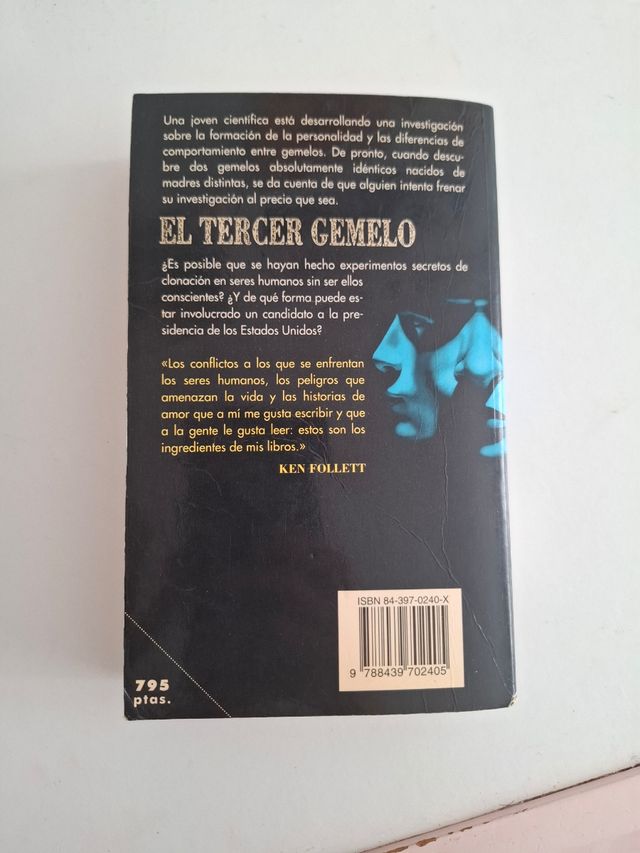 Una joven científica está desarrollando una investigación
sobre la formación de la personalidad y las diferencias de
comportamiento entre gemelos. De pronto, cuando descu-
bre dos gemelos absolutamente idénticos nacidos de
madres distintas, se da cuenta de que alguien intenta frenar
su investigación al precio que sea.
EL TERCER GEMELO
¿Es posible que se hayan hecho experimentos secretos de
clonación en seres humanos sin ser ellos
conscientes? ¿Y de qué forma puede es-
tar involucrado un candidato a la pre-
sidencia de los Estados Unidos?
«Los conflictos a los que se enfrentan
los seres humanos, los peligros que
amenazan la vida y las historias de
amor que a mí me gusta escribir y que
a la gente le gusta leer: estos son los
ingredientes de mis libros.»
KEN FOLLETT
ISBN 84-397-0240-X
9 788439 702405
795
ptas.